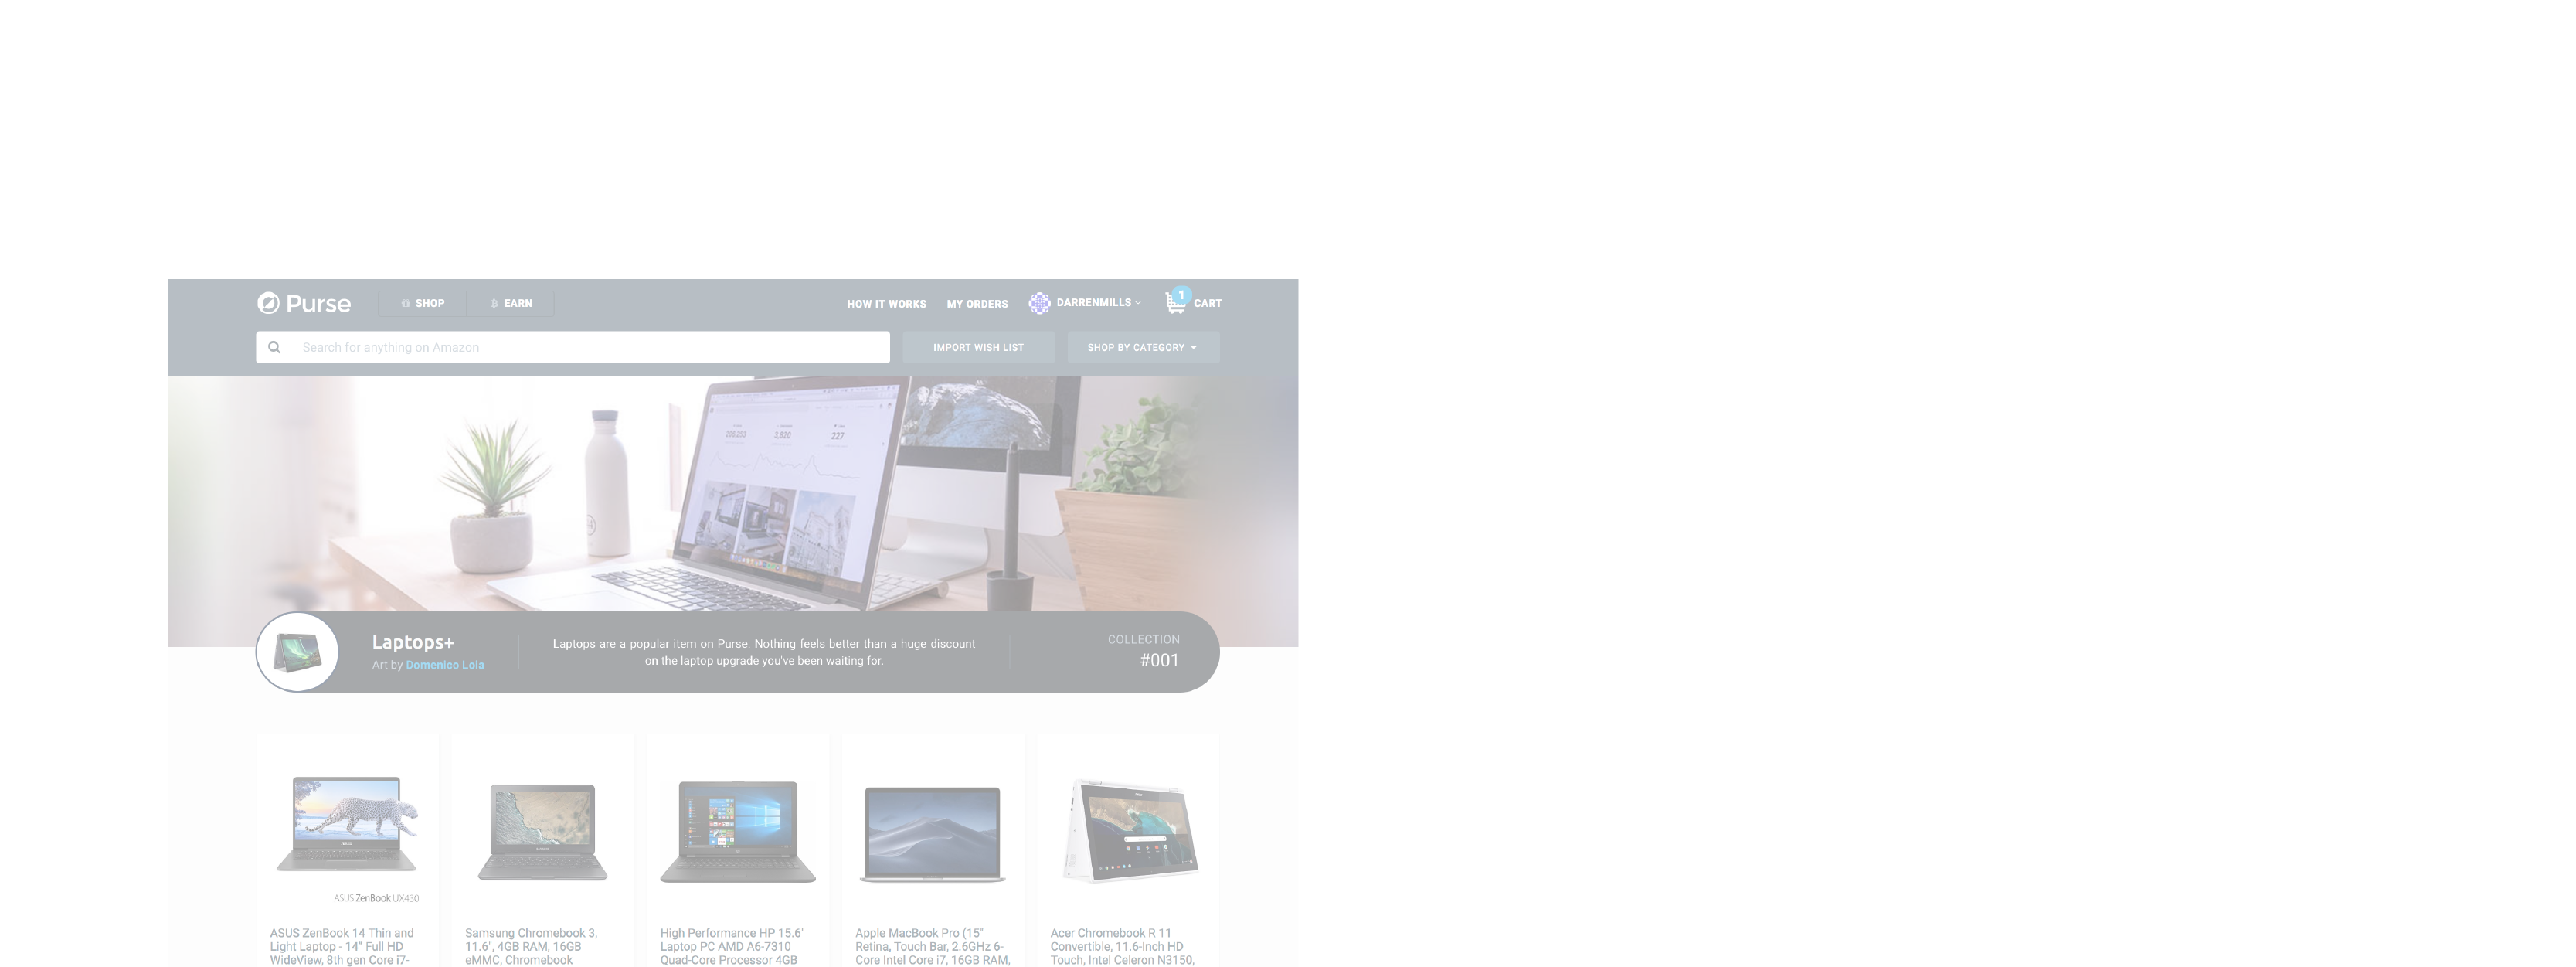 Purse
SHOP
EARN
HOW IT WORKS
MY ORDERS
DARRENMILLS
1
CART
Search for anything on Amazon
IMPORT WISH LIST
SHOP BY CATEGORY
208,253
3,820
227
Laptops+
Art by Domenico Loia
Laptops are a popular item on Purse. Nothing feels better than a huge discount
on the laptop upgrade you've been waiting for.
COLLECTION
#001
ASUS ZenBook UX430
ASUS ZenBook 14 Thin and
Light Laptop - 14" Full HD
WideView, 8th gen Core i7-
Samsung Chromebook 3,
11.6", 4GB RAM, 16GB
eMMC, Chromebook
High Performance HP 15.6"
Laptop PC AMD A6-7310
Quad-Core Processor 4GB
Apple MacBook Pro (15"
Retina, Touch Bar, 2.6GHz 6-
Core Intel Core i7, 16GB RAM,
Acer Chromebook R 11
Convertible, 11.6-Inch HD
Touch, Intel Celeron N3150,